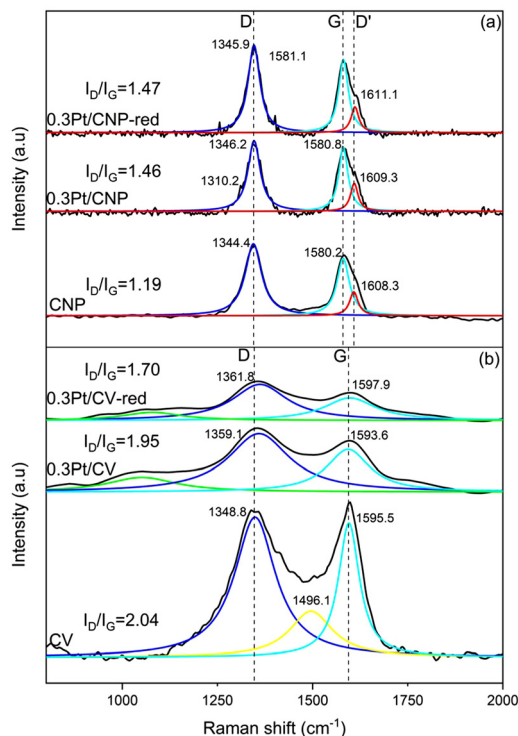 D G D' (a)
1345.9 1581.1
I_D/I_G=1.47 1611.1
0.3Pt/CNP-red
1346.2 1580.8
I_D/I_G=1.46 1310.2 1609.3
0.3Pt/CNP
1344.4 1580.2
I_D/I_G=1.19 1608.3
CNP
Intensity (a.u)
D G (b)
I_D/I_G=1.70 1361.8 1597.9
0.3Pt/CV-red
I_D/I_G=1.95 1359.1 1593.6
0.3Pt/CV
1348.8 1595.5
1496.1
I_D/I_G=2.04
CV
Intensity (a.u)
1000 1250 1500 1750 2000
Raman shift (cm⁻¹)